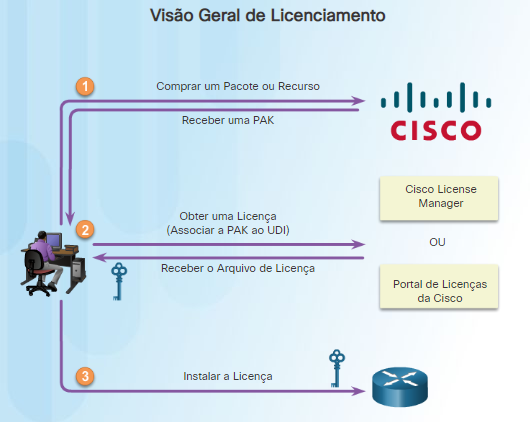 Visão Geral de Licenciamento
1
Comprar um Pacote ou Recurso
Receber uma PAK
CISCO
Cisco License
Manager
2
Obter uma Licença
(Associar a PAK ao UDI)
OU
Receber o Arquivo de Licença
Portal de Licenças
da Cisco
3
Instalar a Licença